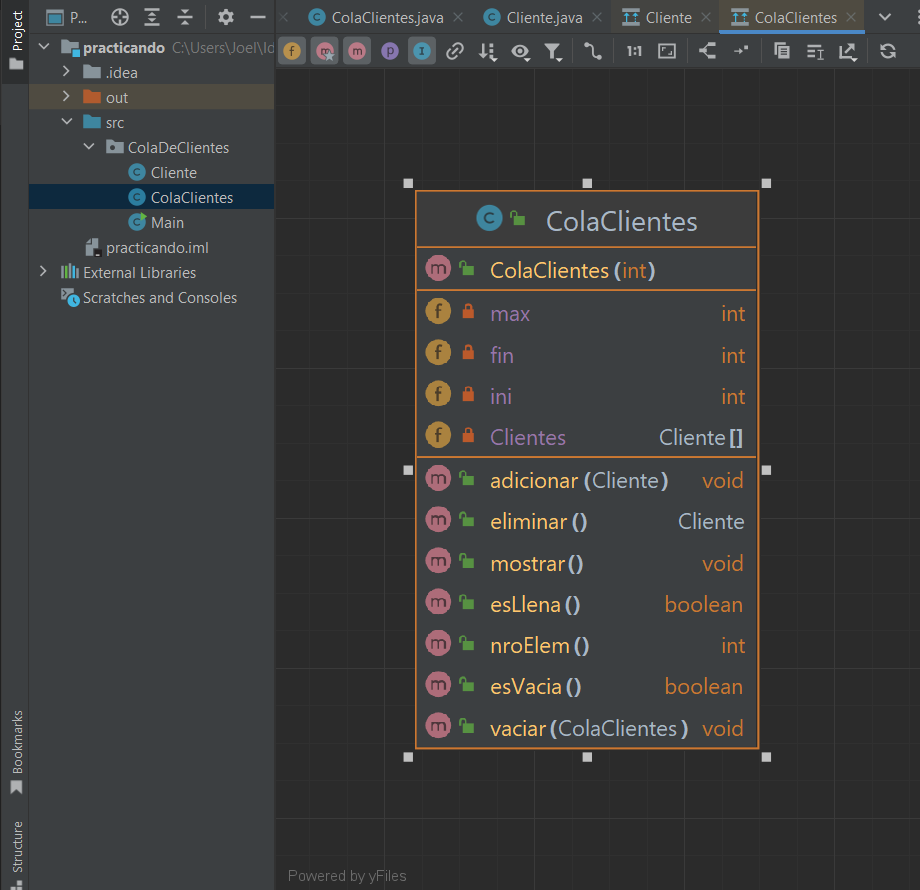 Project
P...
practicando C:\Users\Joel\Id
.idea
out
src
ColaDeClientes
Cliente
ColaClientes
Main
practicando.iml
External Libraries
Scratches and Consoles
Bookmarks
Structure
ColaClientes.java
Cliente.java
Cliente
ColaClientes
f m m p I 1:1
C ColaClientes
m ColaClientes(int)
f max int
f fin int
f ini int
f Clientes Cliente[]
m adicionar(Cliente) void
m eliminar() Cliente
m mostrar() void
m esLlena() boolean
m nroElem() int
m esVacia() boolean
m vaciar(ColaClientes) void
Powered by yFiles